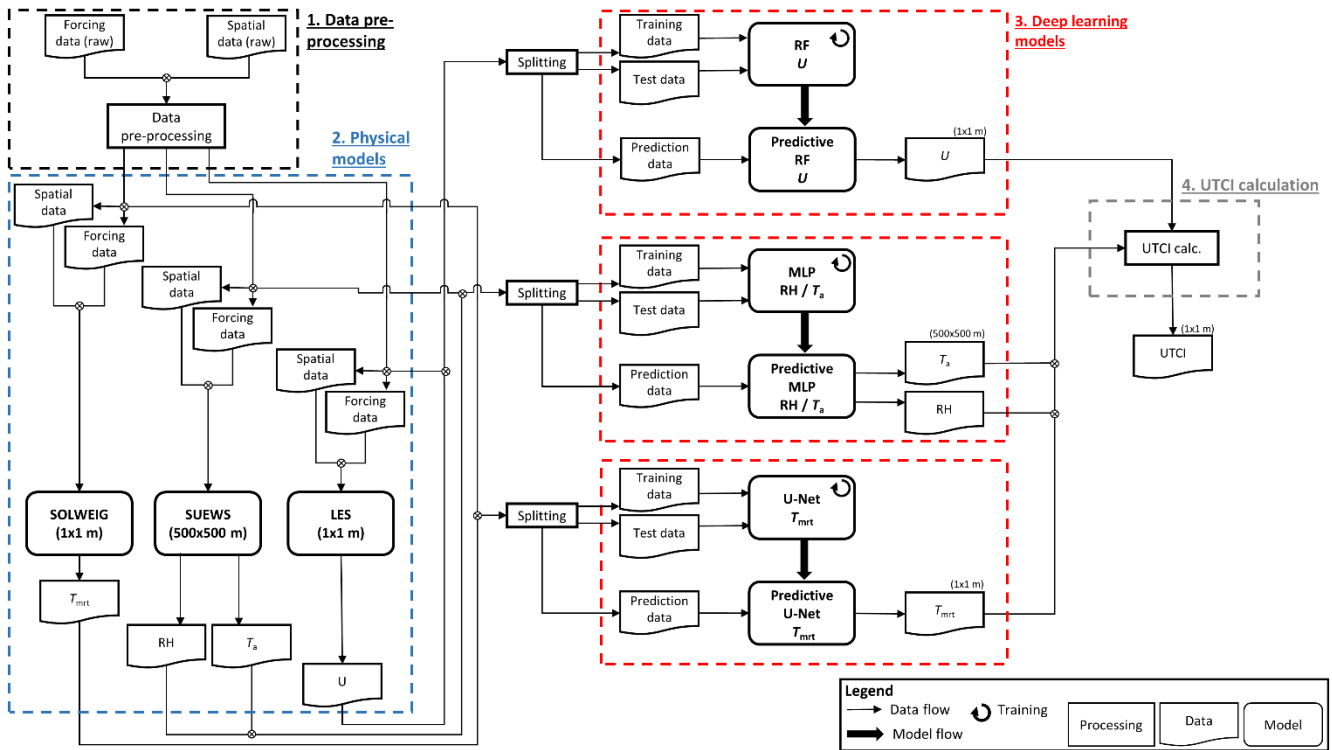 1. Data pre-
processing
Forcing
data (raw)
Spatial
data (raw)
Data
pre-processing
2. Physical
models
Spatial
data
Forcing
data
Spatial
data
Forcing
data
Spatial
data
Forcing
data
SOLWEIG
(1x1 m)
SUEWS
(500x500 m)
LES
(1x1 m)
Tmrt
RH
Ta
U
3. Deep learning
models
Splitting
Training
data
Test data
Prediction
data
RF
U
Predictive
RF
U
(1x1 m)
U
Splitting
Training
data
Test data
Prediction
data
MLP
RH / Ta
Predictive
MLP
RH / Ta
(500x500 m)
Ta
RH
Splitting
Training
data
Test data
Prediction
data
U-Net
Tmrt
Predictive
U-Net
Tmrt
(1x1 m)
Tmrt
4. UTCI calculation
UTCI calc.
(1x1 m)
UTCI
Legend
Data flow
Training
Model flow
Processing
Data
Model